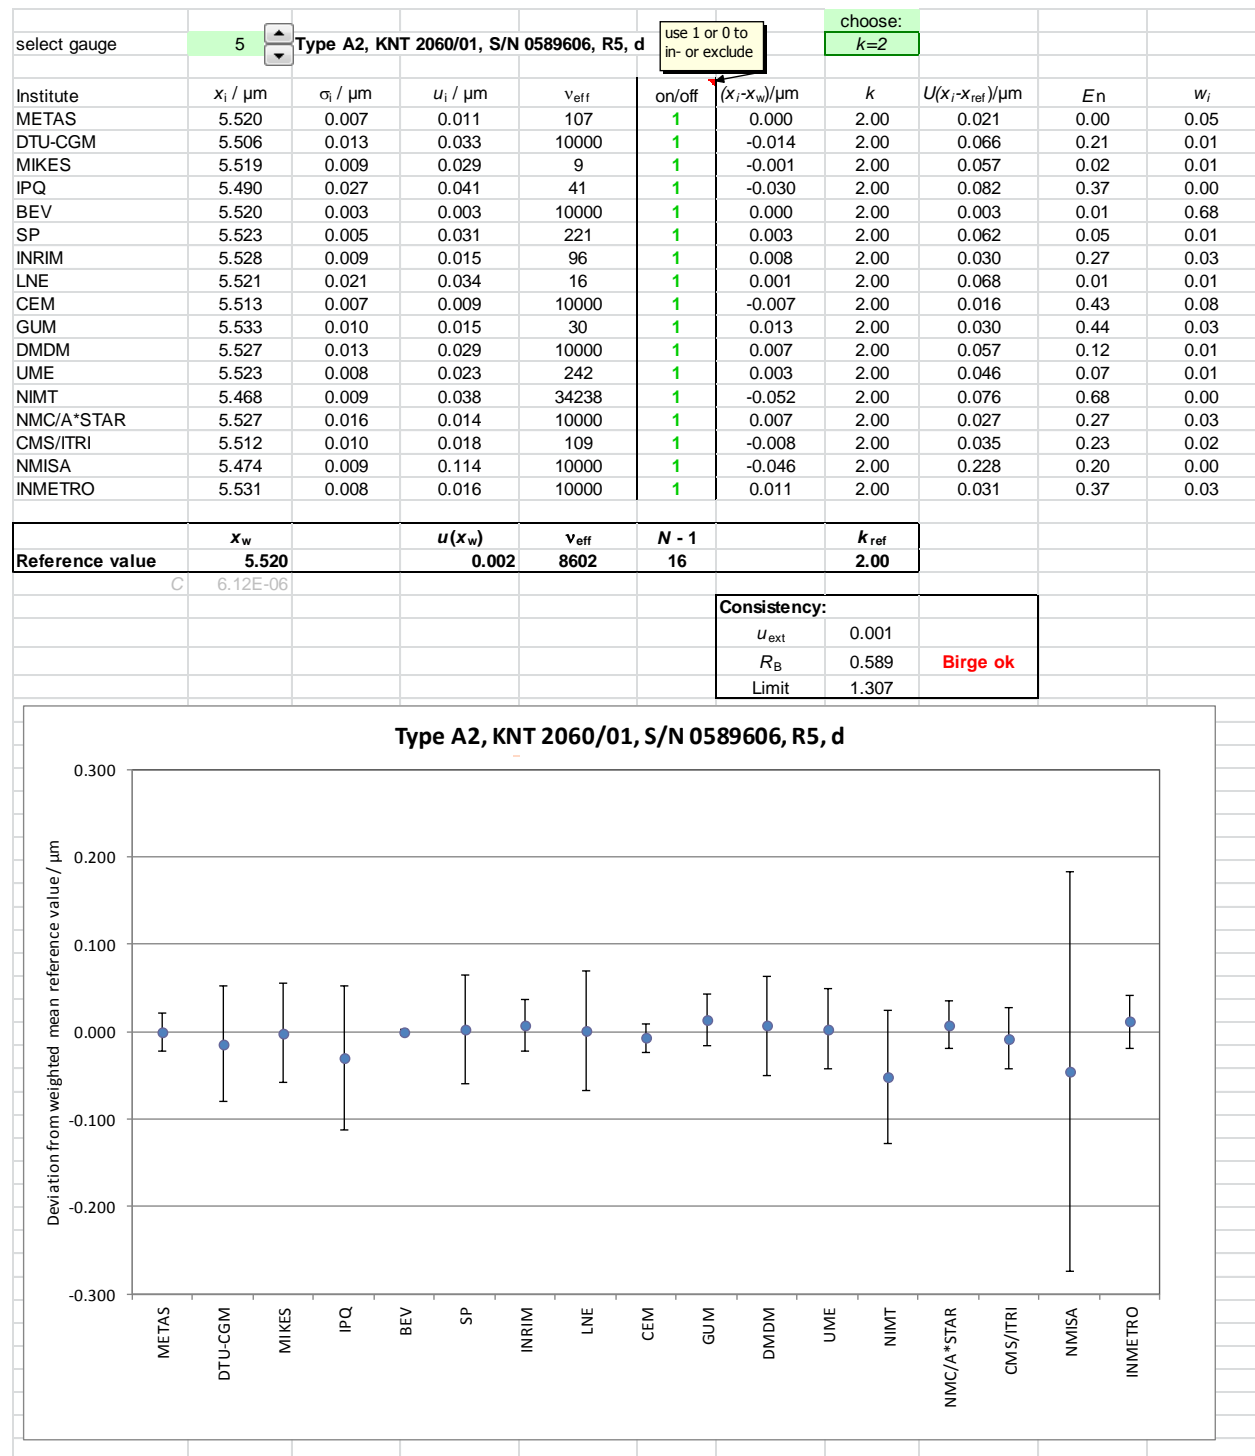 choose:
select gauge 5 Type A2, KNT 2060/01, S/N 0589606, R5, d use 1 or 0 to in- or exclude k=2
Institute xi / µm σi / µm ui / µm νeff on/off (xi-xw)/µm k U(xi-xref)/µm En wi
METAS 5.520 0.007 0.011 107 1 0.000 2.00 0.021 0.00 0.05
DTU-CGM 5.506 0.013 0.033 10000 1 -0.014 2.00 0.066 0.21 0.01
MIKES 5.519 0.009 0.029 9 1 -0.001 2.00 0.057 0.02 0.01
IPQ 5.490 0.027 0.041 41 1 -0.030 2.00 0.082 0.37 0.00
BEV 5.520 0.003 0.003 10000 1 0.000 2.00 0.003 0.01 0.68
SP 5.523 0.005 0.031 221 1 0.003 2.00 0.062 0.05 0.01
INRIM 5.528 0.009 0.015 96 1 0.008 2.00 0.030 0.27 0.03
LNE 5.521 0.021 0.034 16 1 0.001 2.00 0.068 0.01 0.01
CEM 5.513 0.007 0.009 10000 1 -0.007 2.00 0.016 0.43 0.08
GUM 5.533 0.010 0.015 30 1 0.013 2.00 0.030 0.44 0.03
DMDM 5.527 0.013 0.029 10000 1 0.007 2.00 0.057 0.12 0.01
UME 5.523 0.008 0.023 242 1 0.003 2.00 0.046 0.07 0.01
NIMT 5.468 0.009 0.038 34238 1 -0.052 2.00 0.076 0.68 0.00
NMC/A*STAR 5.527 0.016 0.014 10000 1 0.007 2.00 0.027 0.27 0.03
CMS/ITRI 5.512 0.010 0.018 109 1 -0.008 2.00 0.035 0.23 0.02
NMISA 5.474 0.009 0.114 10000 1 -0.046 2.00 0.228 0.20 0.00
INMETRO 5.531 0.008 0.016 10000 1 0.011 2.00 0.031 0.37 0.03
xw u(xw) νeff N - 1 kref
Reference value 5.520 0.002 8602 16 2.00
C 6.12E-06
Consistency:
uext 0.001
RB 0.589 Birge ok
Limit 1.307
Type A2, KNT 2060/01, S/N 0589606, R5, d
Deviation from weighted mean reference value / µm
0.300
0.200
0.100
0.000
-0.100
-0.200
-0.300
METAS
DTU-CGM
MIKES
IPQ
BEV
SP
INRIM
LNE
CEM
GUM
DMDM
UME
NIMT
NMC/A*STAR
CMS/ITRI
NMISA
INMETRO